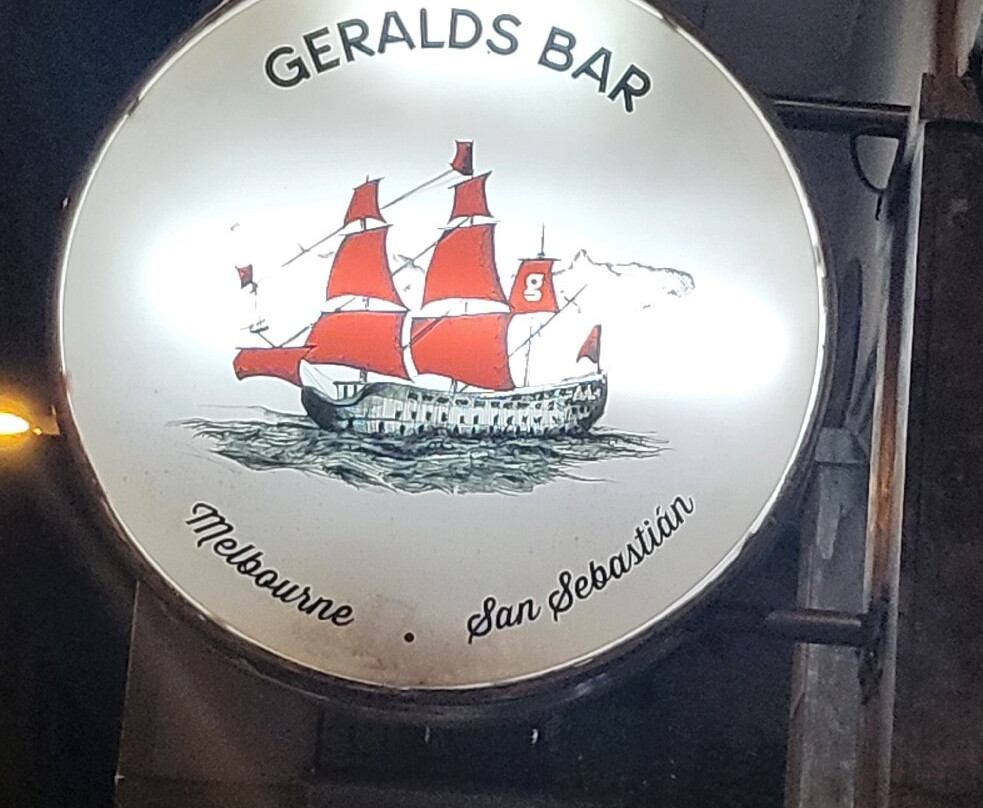 GERALDS BAR
g
Melbourne • San Sebastián